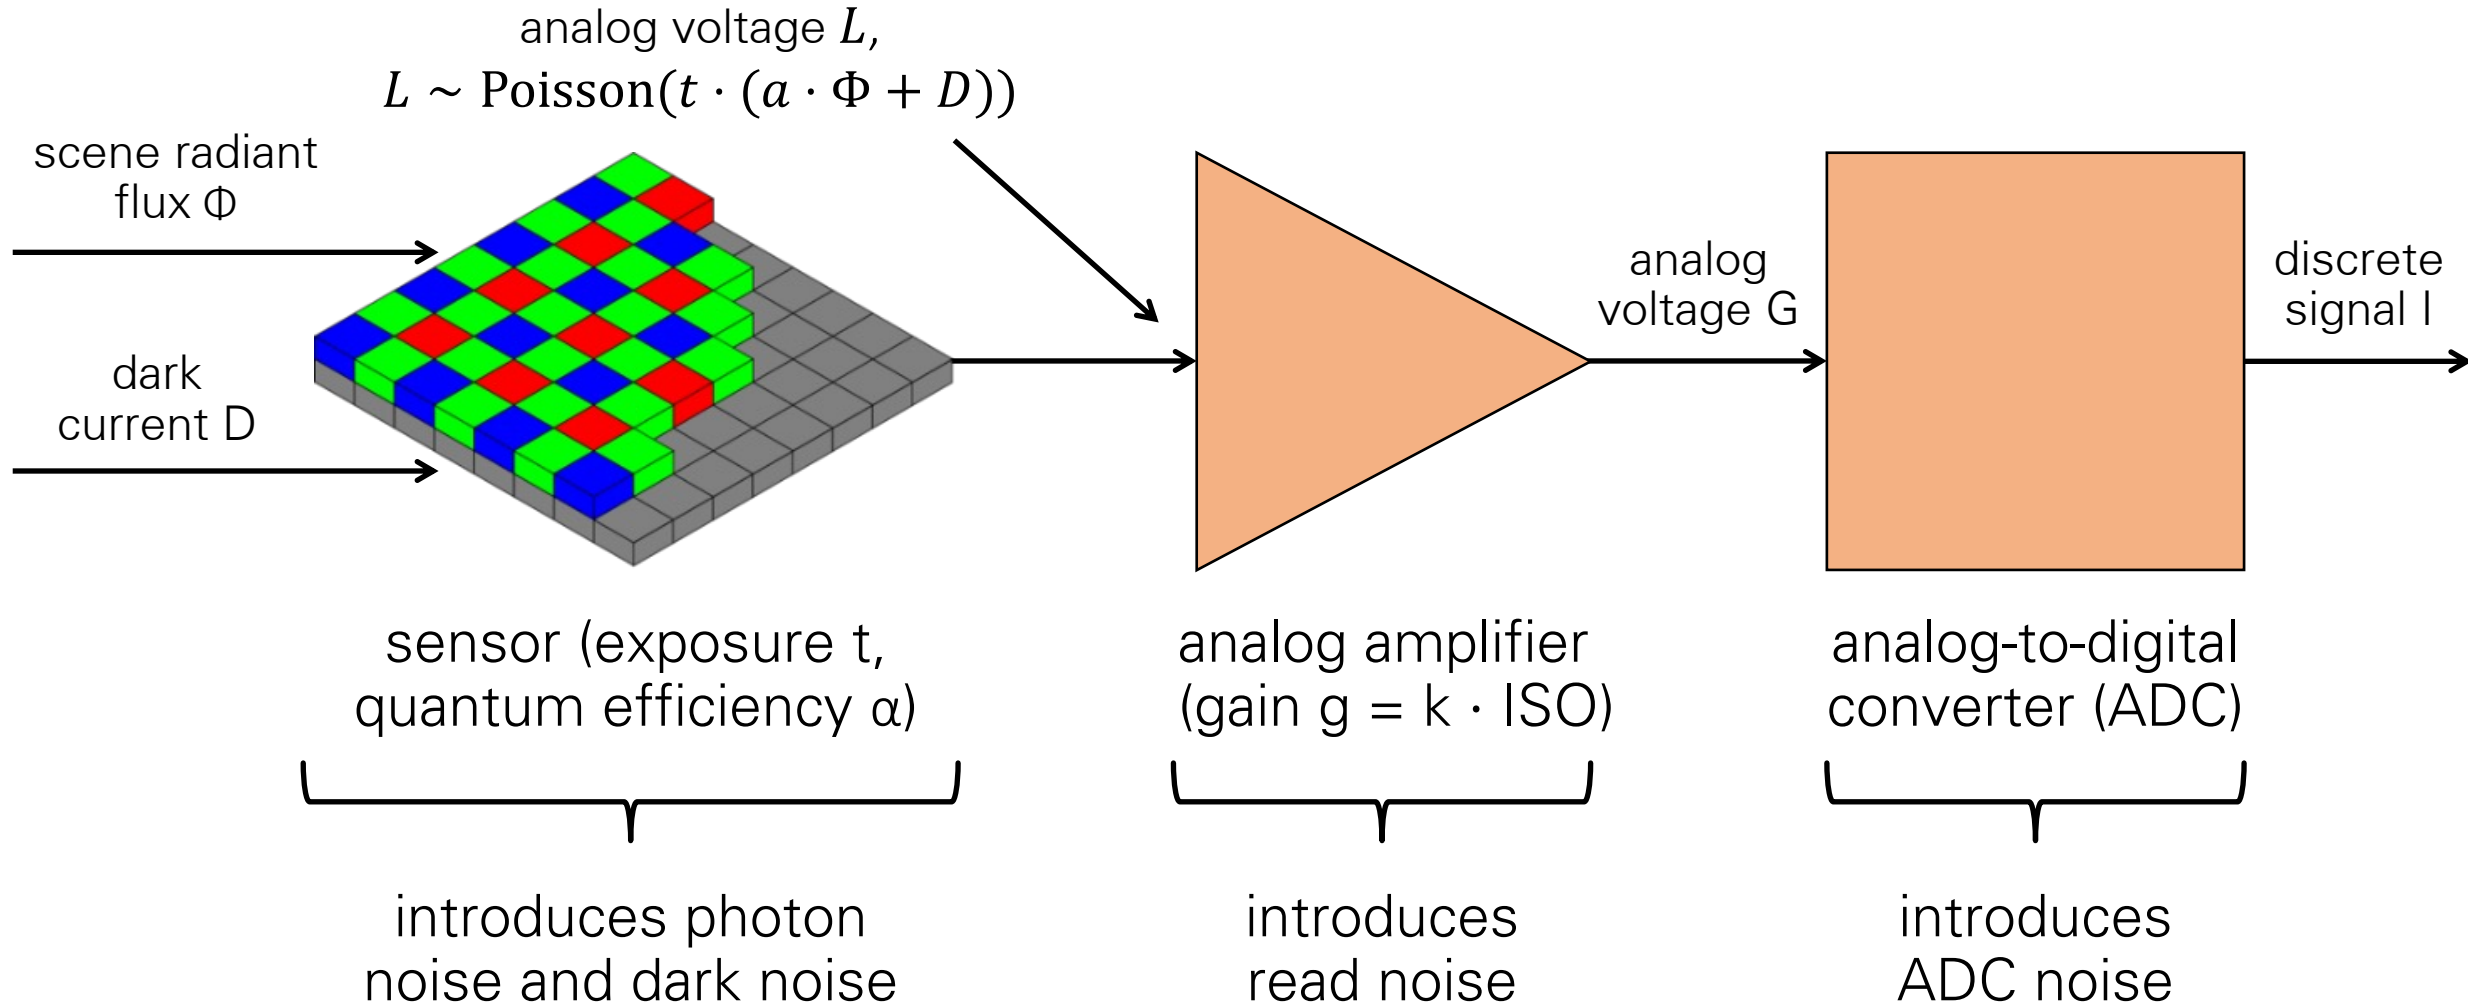 analog voltage L,
L ~ Poisson(t · (a · Φ + D))
scene radiant
flux Φ
dark
current D
analog
voltage G
discrete
signal I
sensor (exposure t,
quantum efficiency α)
analog amplifier
(gain g = k · ISO)
analog-to-digital
converter (ADC)
introduces photon
noise and dark noise
introduces
read noise
introduces
ADC noise